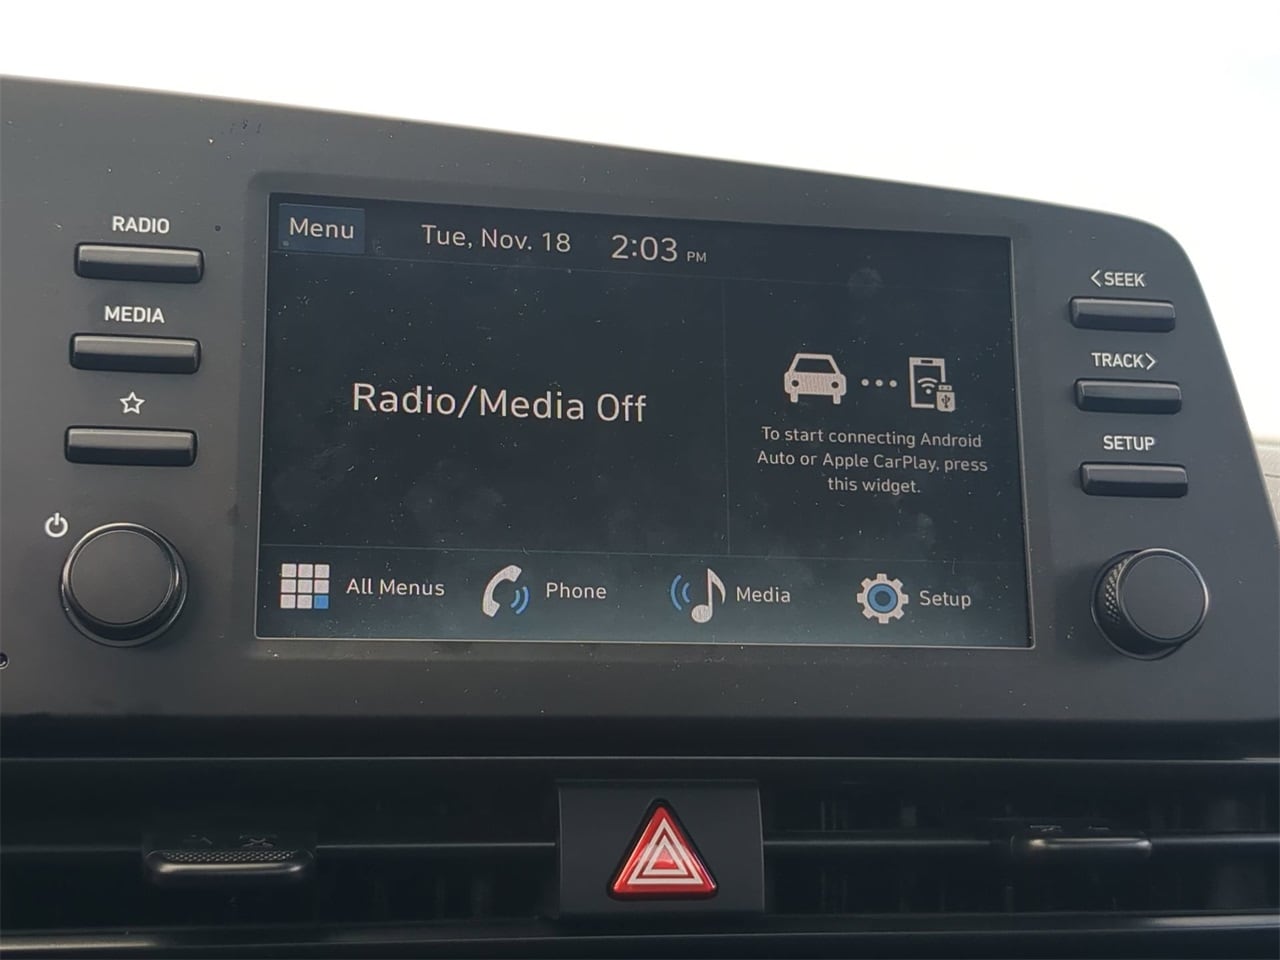 RADIO
MEDIA
Menu
Tue, Nov. 18
2:03 PM
Radio/Media Off
To start connecting Android
Auto or Apple CarPlay, press
this widget.
All Menus
Phone
Media
Setup
<SEEK
TRACK>
SETUP